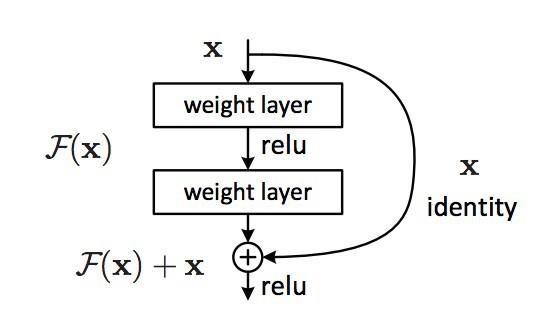 x
weight layer
relu
F(x)
x
weight layer
identity
F(x) + x
+
relu